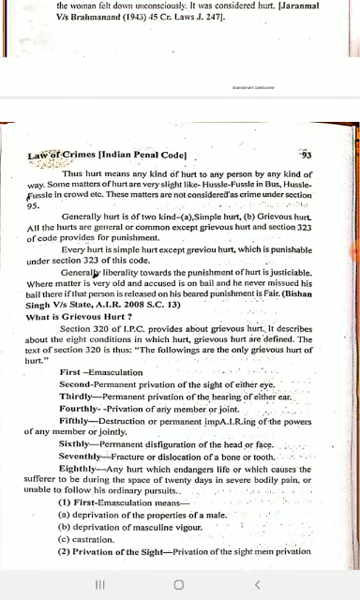 the woman felt down unconsciously. It was considered hurt. [Jaranmal
V/s Brahmanand (1943) 45 Cr. Laws J. 247].
Scanned with CamScanner
Law of Crimes [Indian Penal Code] 93
Thus hurt means any kind of hurt to any person by any kind of
way. Some matters of hurt are very slight like- Hussle-Fussle in Bus, Hussle-
Fussle in crowd etc. These matters are not considered as crime under section
95.
Generally hurt is of two kind–(a),Simple hurt, (b) Grievous hurt.
All the hurts are general or common except grievous hurt and section 323
of code provides for punishment.
Every hurt is simple hurt except greviou hurt, which is punishable
under section 323 of this code.
Generally liberality towards the punishment of hurt is justiciable.
Where matter is very old and accused is on bail and he never missued his
bail there if that person is released on his beared punishment is Fair. (Bishan
Singh V/s State, A.I.R. 2008 S.C. 13)
What is Grievous Hurt ?
Section 320 of I.P.C. provides about grievous hurt. It describes
about the eight conditions in which hurt, grievous hurt are defined. The
text of section 320 is thus: “The followings are the only grievous hurt of
hurt.”
First –Emasculation
Second-Permanent privation of the sight of either eye.
Thirdly—Permanent privation of the hearing of either ear.
Fourthly- -Privation of any member or joint.
Fifthly—Destruction or permanent impA.I.R.ing of the powers
of any member or jointly.
Sixthly—Permanent disfiguration of the head or face.
Seventhly—Fracture or dislocation of a bone or tooth.
Eighthly—Any hurt which endangers life or which causes the
sufferer to be during the space of twenty days in severe bodily pain, or
unable to follow his ordinary pursuits.
(1) First-Emasculation means—
(a) deprivation of the properties of a male.
(b) deprivation of masculine vigour.
(c) castration.
(2) Privation of the Sight—Privation of the sight mem privation